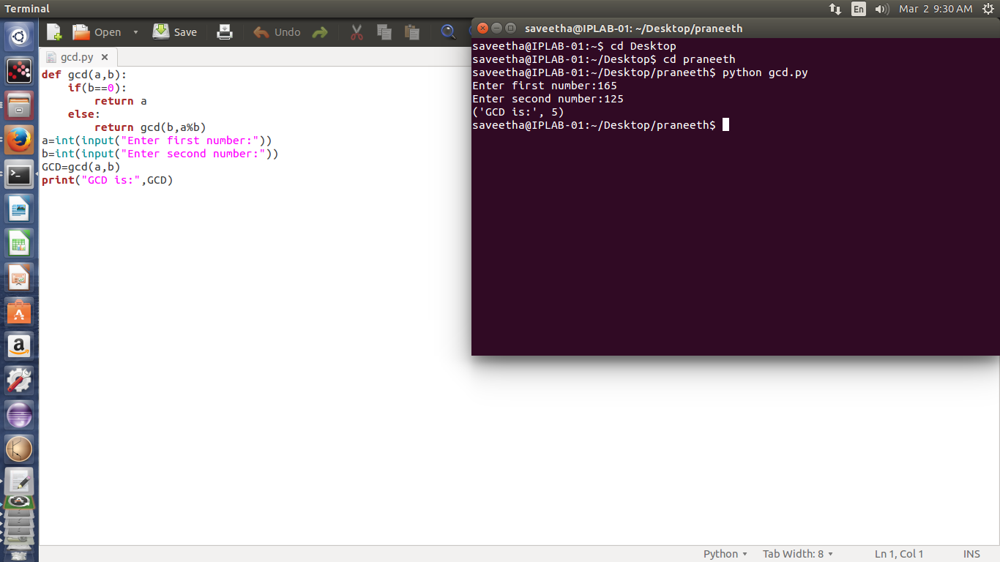 Terminal
En
Mar 2 9:30 AM
Open
Save
Undo
saveetha@IPLAB-01: ~/Desktop/praneeth
gcd.py
def gcd(a,b):
    if(b==0):
        return a
    else:
        return gcd(b,a%b)
a=int(input("Enter first number:"))
b=int(input("Enter second number:"))
GCD=gcd(a,b)
print("GCD is:",GCD)
saveetha@IPLAB-01:~$ cd Desktop
saveetha@IPLAB-01:~/Desktop$ cd praneeth
saveetha@IPLAB-01:~/Desktop/praneeth$ python gcd.py
Enter first number:165
Enter second number:125
('GCD is:', 5)
saveetha@IPLAB-01:~/Desktop/praneeth$
Python
Tab Width: 8
Ln 1, Col 1
INS